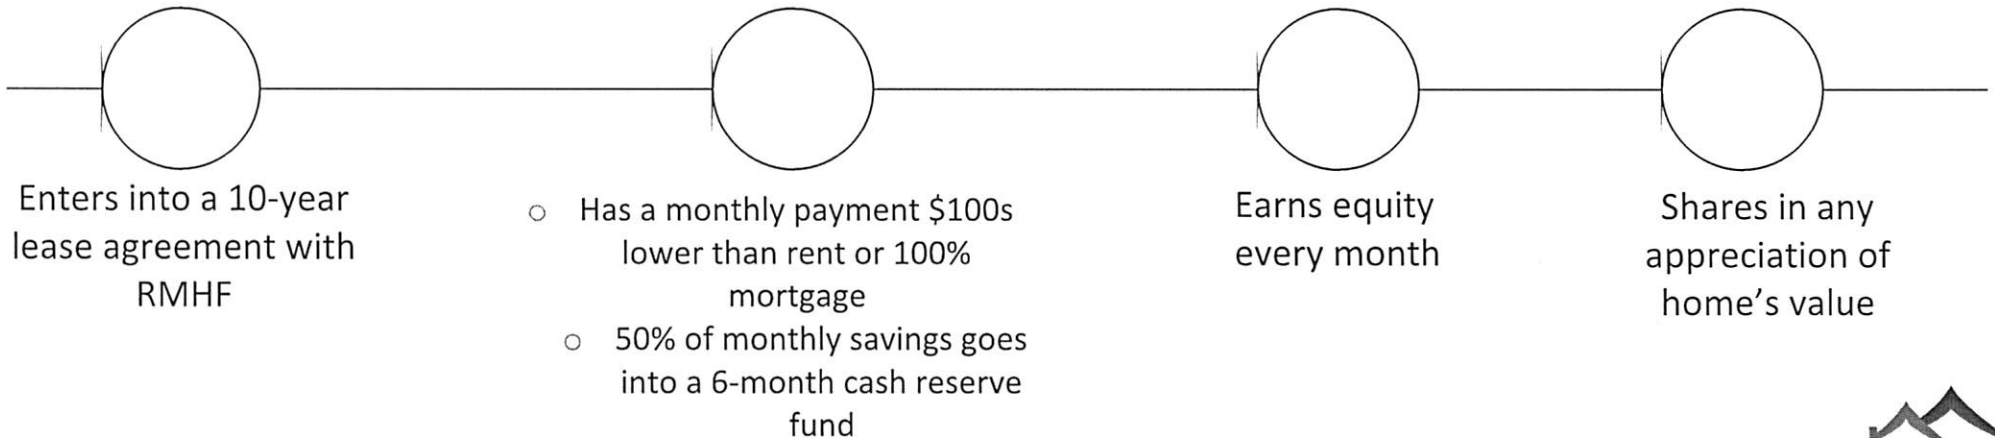 Enters into a 10-year
lease agreement with
RMHF
○ Has a monthly payment $100s
lower than rent or 100%
mortgage
○ 50% of monthly savings goes
into a 6-month cash reserve
fund
Earns equity
every month
Shares in any
appreciation of
home’s value